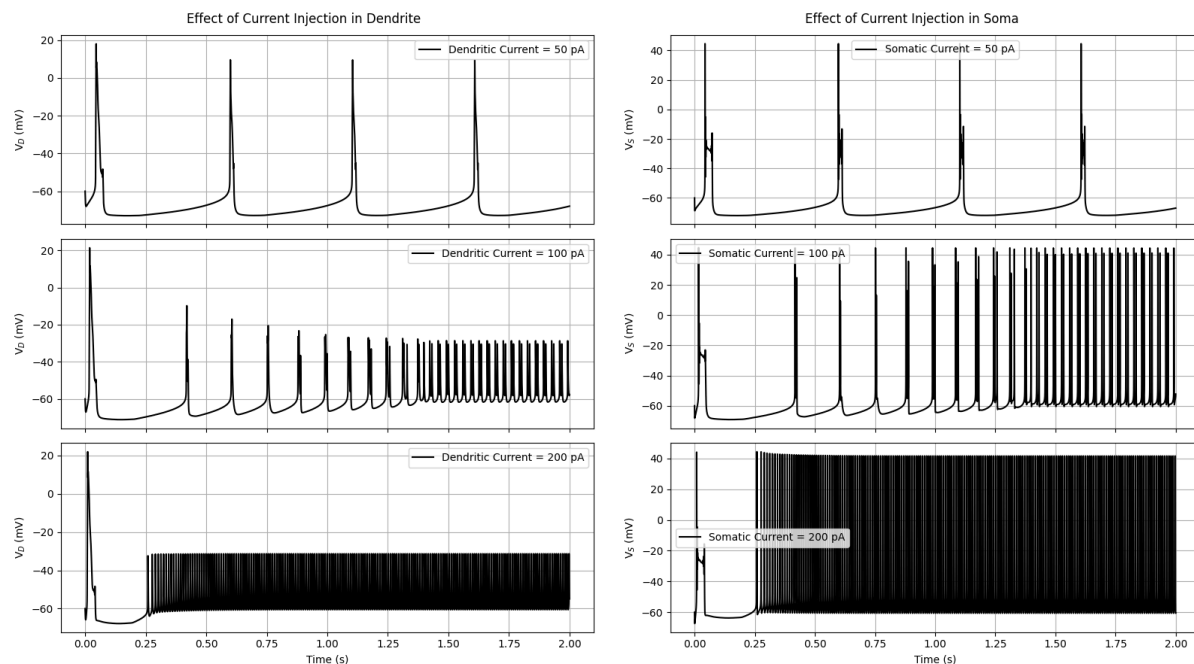 Effect of Current Injection in Dendrite
20
0
−20
−40
−60
V_D (mV)
Dendritic Current = 50 pA
20
0
−20
−40
−60
V_D (mV)
Dendritic Current = 100 pA
20
0
−20
−40
−60
V_D (mV)
Dendritic Current = 200 pA
0.00 0.25 0.50 0.75 1.00 1.25 1.50 1.75 2.00
Time (s)
Effect of Current Injection in Soma
40
20
0
−20
−40
−60
V_S (mV)
Somatic Current = 50 pA
40
20
0
−20
−40
−60
V_S (mV)
Somatic Current = 100 pA
40
20
0
−20
−40
−60
V_S (mV)
Somatic Current = 200 pA
0.00 0.25 0.50 0.75 1.00 1.25 1.50 1.75 2.00
Time (s)